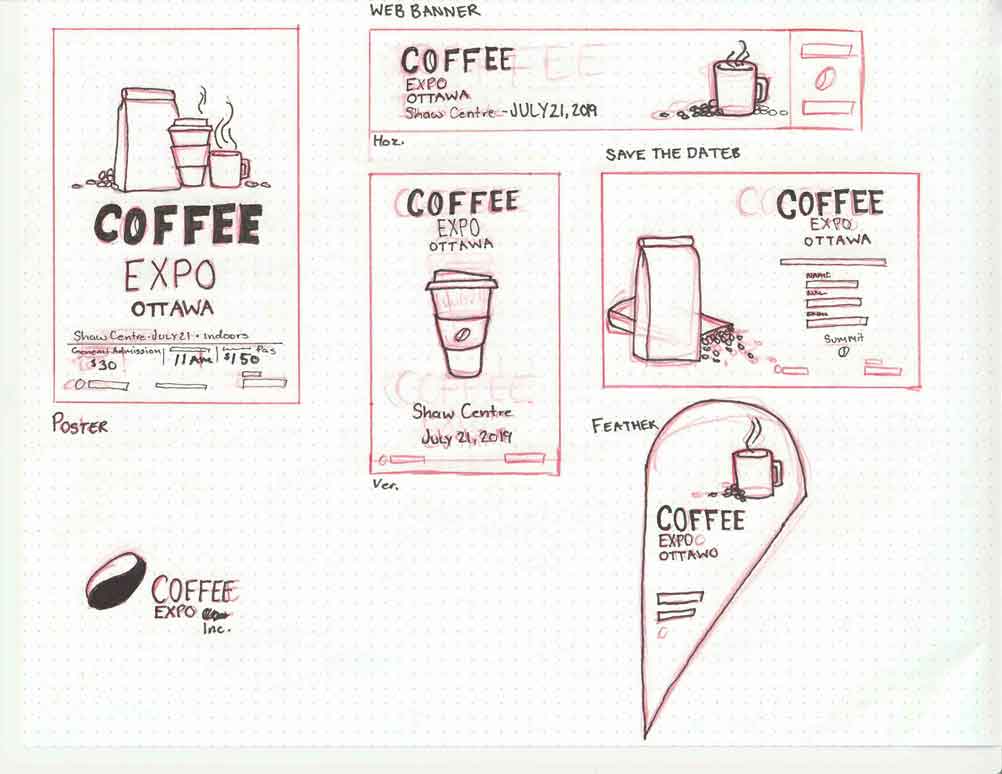 WEB BANNER
COFFEE
EXPO
OTTAWA
Shaw Centre - JULY 21, 2019
Hoz.
COFFEE
EXPO
OTTAWA
Shaw Centre · JULY 21 · Indoors
General Admission
$30
11 AM
Pas
$150
POSTER
COFFEE
EXPO
OTTAWA
Shaw Centre
July 21, 2019
Ver.
SAVE THE DATES
COFFEE
EXPO
OTTAWA
NAME
SUMMIT
FEATHER
COFFEE
EXPO
OTTAWO
COFFEE
EXPO
Inc.